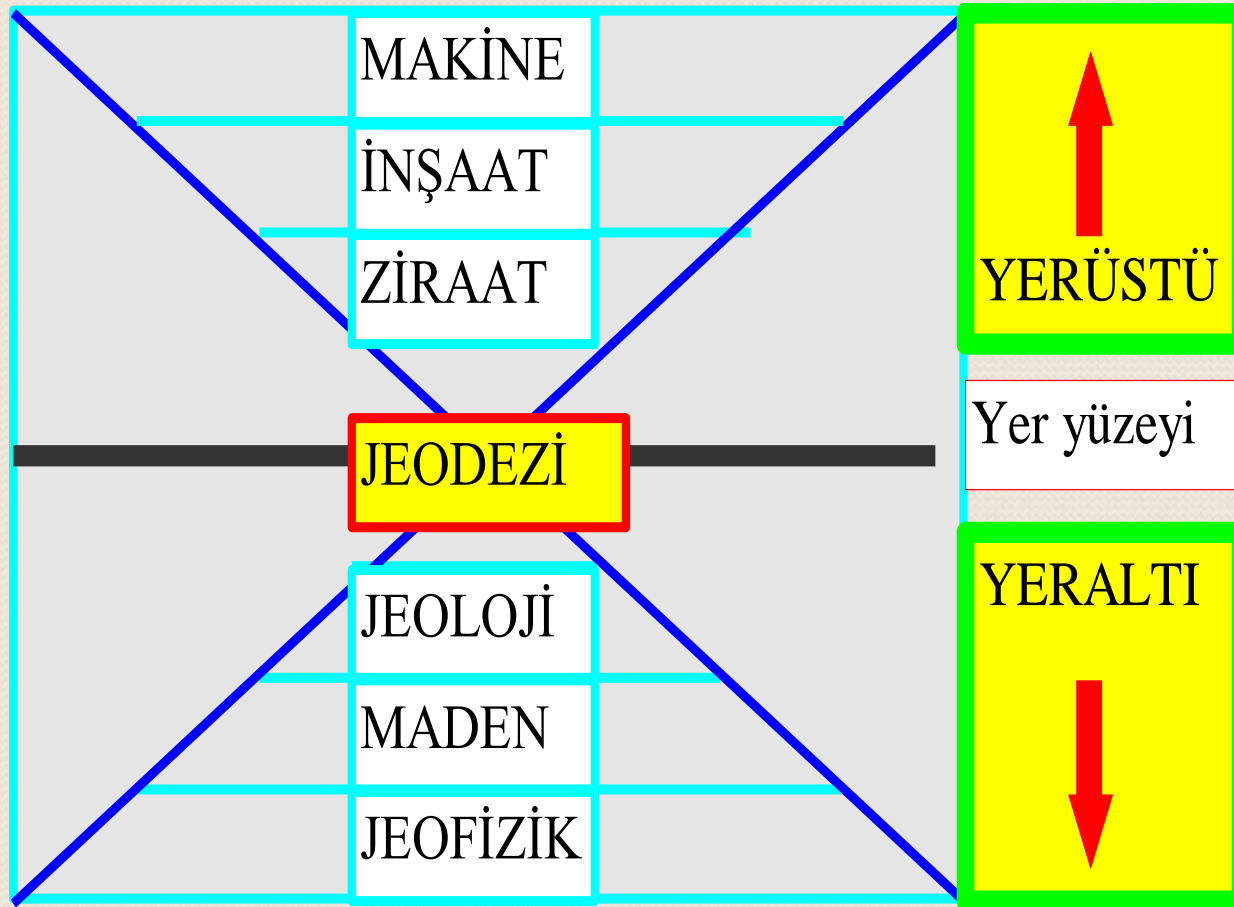 MAKİNE
İNŞAAT
ZİRAAT
YERÜSTÜ
JEODEZİ
Yer yüzeyi
JEOLOJİ
MADEN
JEOFİZİK
YERALTI